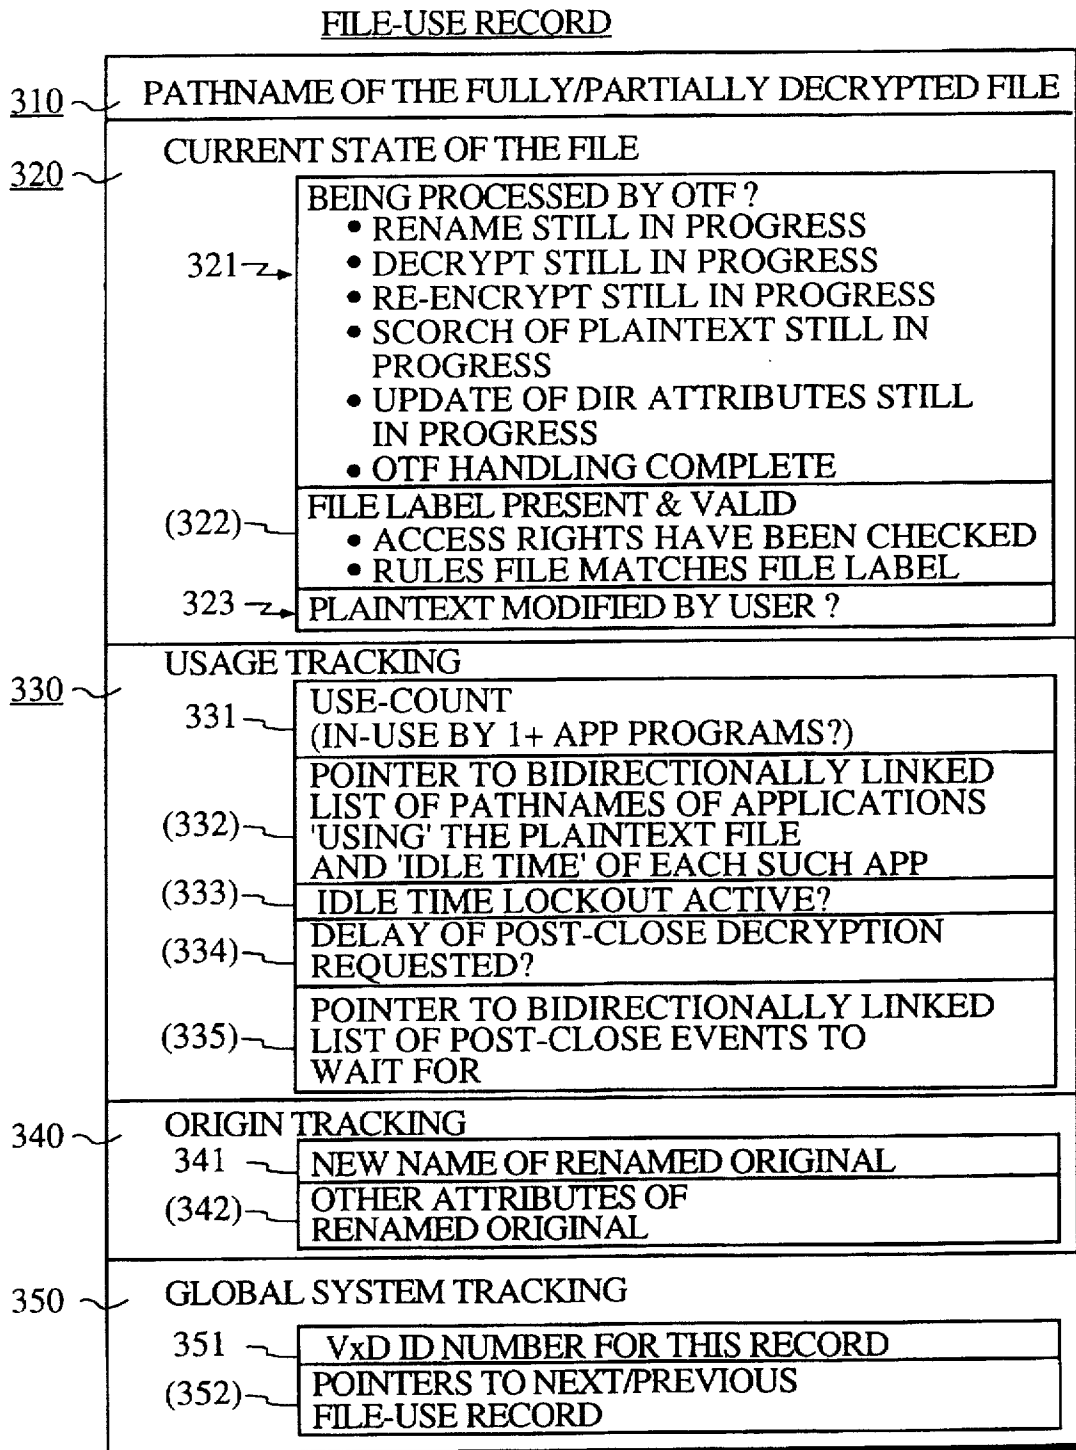 FILE-USE RECORD
310 PATHNAME OF THE FULLY/PARTIALLY DECRYPTED FILE
320 CURRENT STATE OF THE FILE
BEING PROCESSED BY OTF ?
• RENAME STILL IN PROGRESS
321 • DECRYPT STILL IN PROGRESS
• RE-ENCRYPT STILL IN PROGRESS
• SCORCH OF PLAINTEXT STILL IN
PROGRESS
• UPDATE OF DIR ATTRIBUTES STILL
IN PROGRESS
• OTF HANDLING COMPLETE
(322) FILE LABEL PRESENT & VALID
• ACCESS RIGHTS HAVE BEEN CHECKED
• RULES FILE MATCHES FILE LABEL
323 PLAINTEXT MODIFIED BY USER ?
330 USAGE TRACKING
331 USE-COUNT
(IN-USE BY 1+ APP PROGRAMS?)
POINTER TO BIDIRECTIONALLY LINKED
LIST OF PATHNAMES OF APPLICATIONS
(332) 'USING' THE PLAINTEXT FILE
AND 'IDLE TIME' OF EACH SUCH APP
(333) IDLE TIME LOCKOUT ACTIVE?
(334) DELAY OF POST-CLOSE DECRYPTION
REQUESTED?
POINTER TO BIDIRECTIONALLY LINKED
(335) LIST OF POST-CLOSE EVENTS TO
WAIT FOR
340 ORIGIN TRACKING
341 NEW NAME OF RENAMED ORIGINAL
(342) OTHER ATTRIBUTES OF
RENAMED ORIGINAL
350 GLOBAL SYSTEM TRACKING
351 VxD ID NUMBER FOR THIS RECORD
(352) POINTERS TO NEXT/PREVIOUS
FILE-USE RECORD